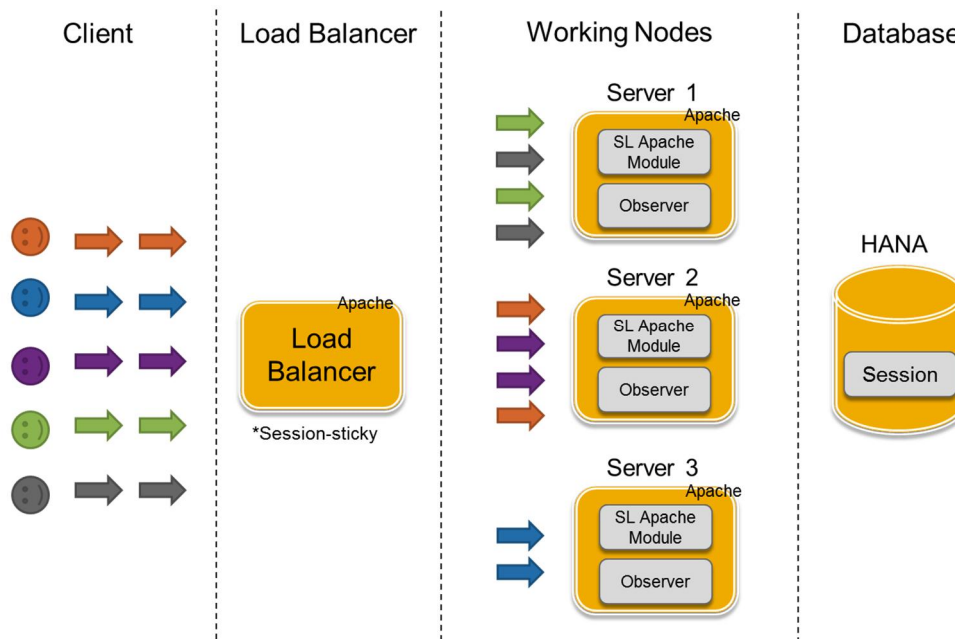 Client
Load Balancer
Working Nodes
Database
Server 1
Apache
SL Apache
Module
Observer
Apache
Load
Balancer
*Session-sticky
Server 2
Apache
SL Apache
Module
Observer
Server 3
Apache
SL Apache
Module
Observer
HANA
Session